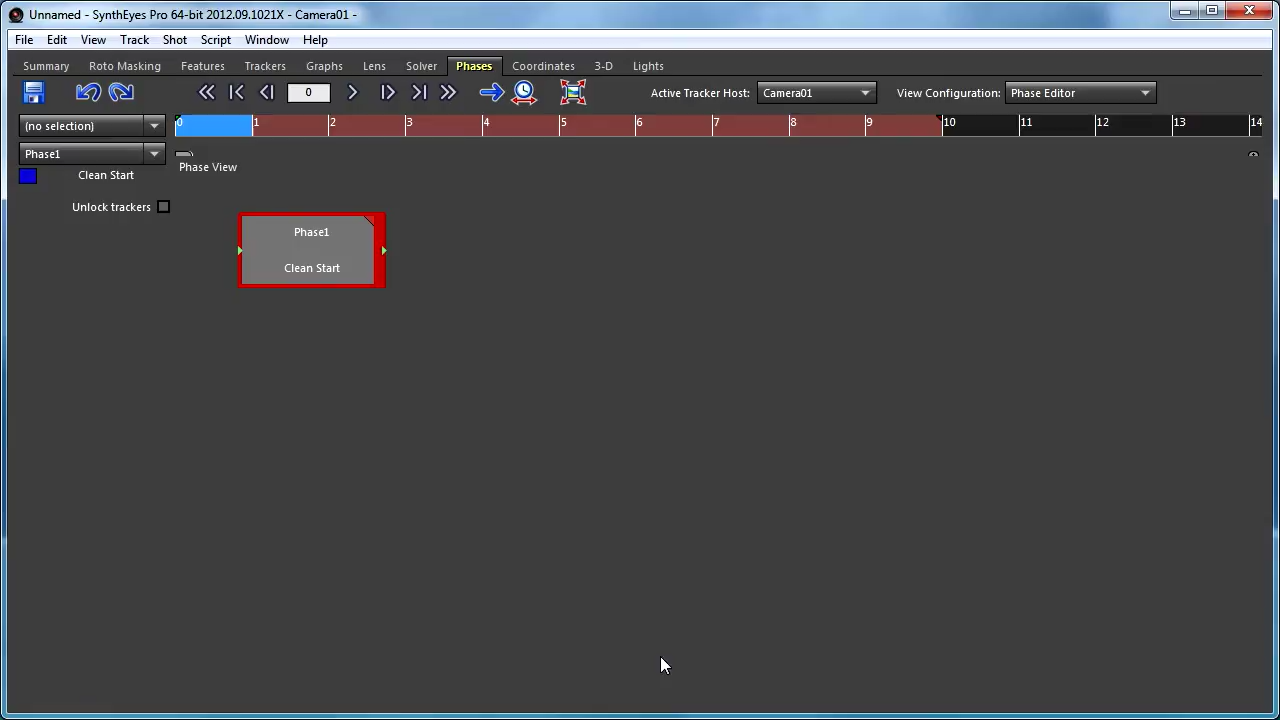 Unnamed - SynthEyes Pro 64-bit 2012.09.1021X - Camera01 -
File Edit View Track Shot Script Window Help
Summary Roto Masking Features Trackers Graphs Lens Solver Phases Coordinates 3-D Lights
0 Active Tracker Host: Camera01 View Configuration: Phase Editor
(no selection) 0 1 2 3 4 5 6 7 8 9 10 11 12 13 14
Phase1
Phase View
Clean Start
Unlock trackers
Phase1
Clean Start